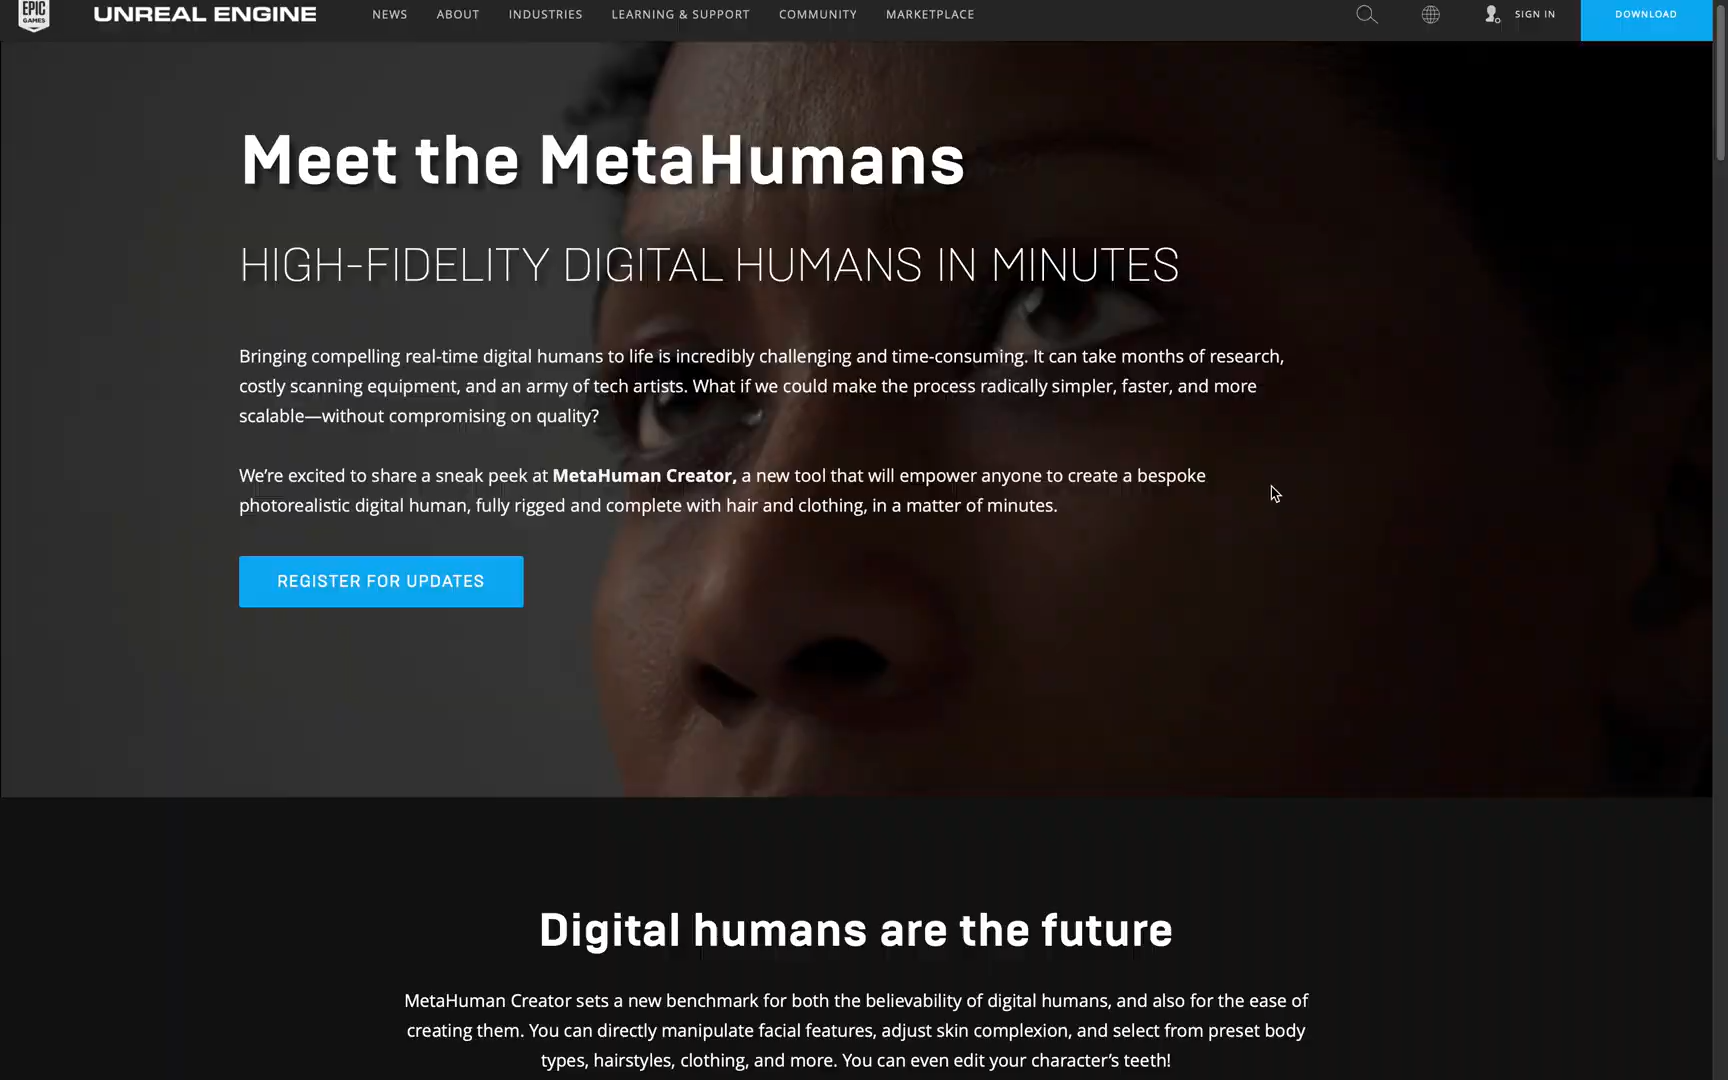 EPIC
GAMES
UNREAL ENGINE
NEWS
ABOUT
INDUSTRIES
LEARNING & SUPPORT
COMMUNITY
MARKETPLACE
SIGN IN
DOWNLOAD
Meet the MetaHumans
HIGH-FIDELITY DIGITAL HUMANS IN MINUTES
Bringing compelling real-time digital humans to life is incredibly challenging and time-consuming. It can take months of research,
costly scanning equipment, and an army of tech artists. What if we could make the process radically simpler, faster, and more
scalable—without compromising on quality?
We’re excited to share a sneak peek at MetaHuman Creator, a new tool that will empower anyone to create a bespoke
photorealistic digital human, fully rigged and complete with hair and clothing, in a matter of minutes.
REGISTER FOR UPDATES
Digital humans are the future
MetaHuman Creator sets a new benchmark for both the believability of digital humans, and also for the ease of
creating them. You can directly manipulate facial features, adjust skin complexion, and select from preset body
types, hairstyles, clothing, and more. You can even edit your character’s teeth!